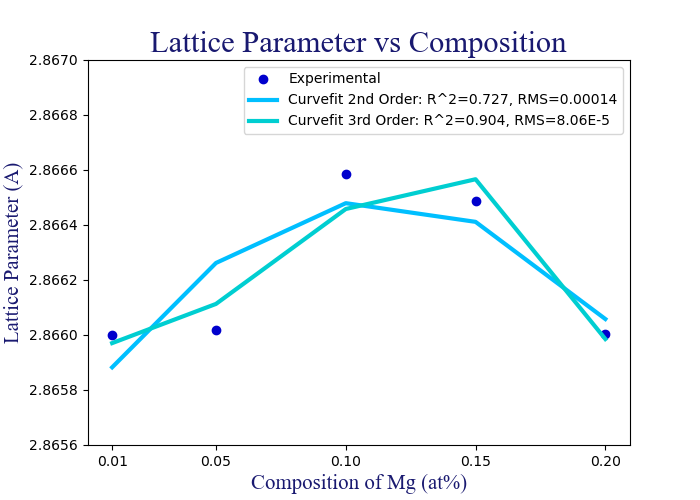 Lattice Parameter vs Composition
2.8670
2.8668
2.8666
2.8664
2.8662
2.8660
2.8658
2.8656
Lattice Parameter (A)
Experimental
Curvefit 2nd Order: R^2=0.727, RMS=0.00014
Curvefit 3rd Order: R^2=0.904, RMS=8.06E-5
0.01 0.05 0.10 0.15 0.20
Composition of Mg (at%)